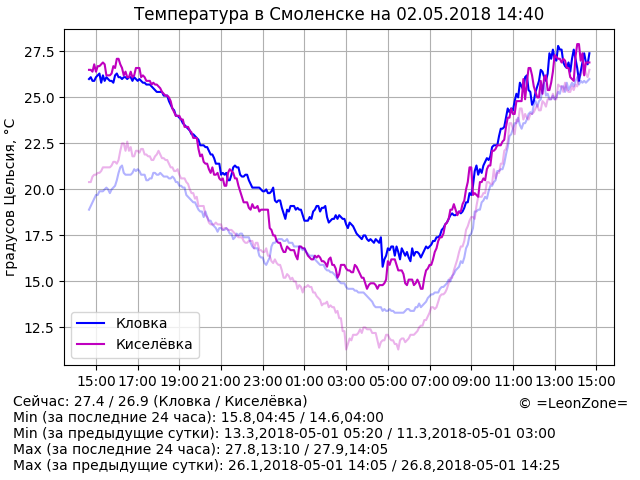 Температура в Смоленске на 02.05.2018 14:40
градусов Цельсия, °C
27.5
25.0
22.5
20.0
17.5
15.0
12.5
Кловка
Киселёвка
15:00 17:00 19:00 21:00 23:00 01:00 03:00 05:00 07:00 09:00 11:00 13:00 15:00
Сейчас: 27.4 / 26.9 (Кловка / Киселёвка)
© =LeonZone=
Min (за последние 24 часа): 15.8,04:45 / 14.6,04:00
Min (за предыдущие сутки): 13.3,2018-05-01 05:20 / 11.3,2018-05-01 03:00
Max (за последние 24 часа): 27.8,13:10 / 27.9,14:05
Max (за предыдущие сутки): 26.1,2018-05-01 14:05 / 26.8,2018-05-01 14:25